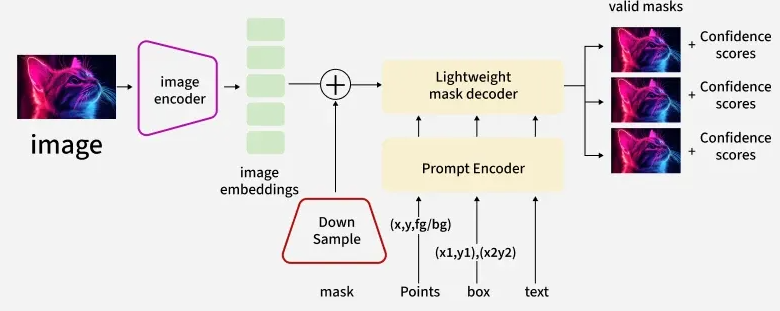 valid masks
image
encoder
image
image
embeddings
Lightweight
mask decoder
Prompt Encoder
Down
Sample
(x,y,fg/bg)
(x1,y1),(x2y2)
mask
Points
box
text
+ Confidence
scores
+ Confidence
scores
+ Confidence
scores